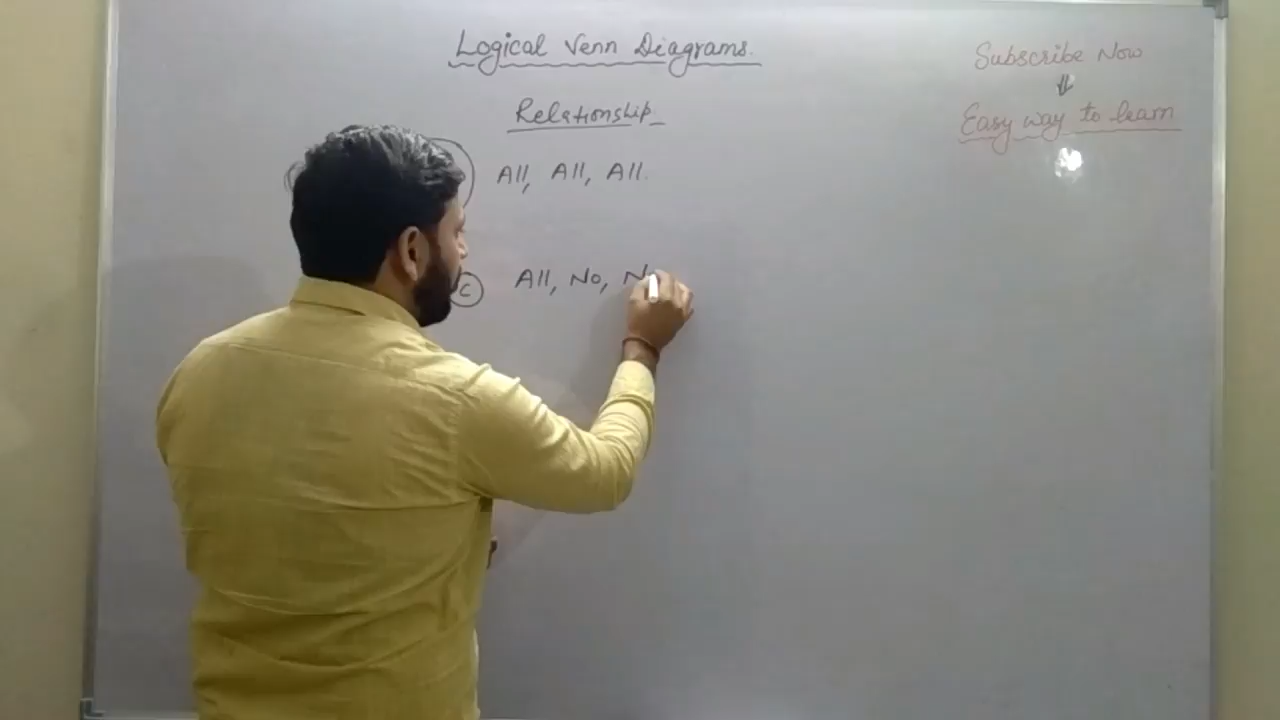 Logical Venn Diagrams.
Subscribe Now
Relationship
Easy way to learn
All, All, All.
C All, No, N